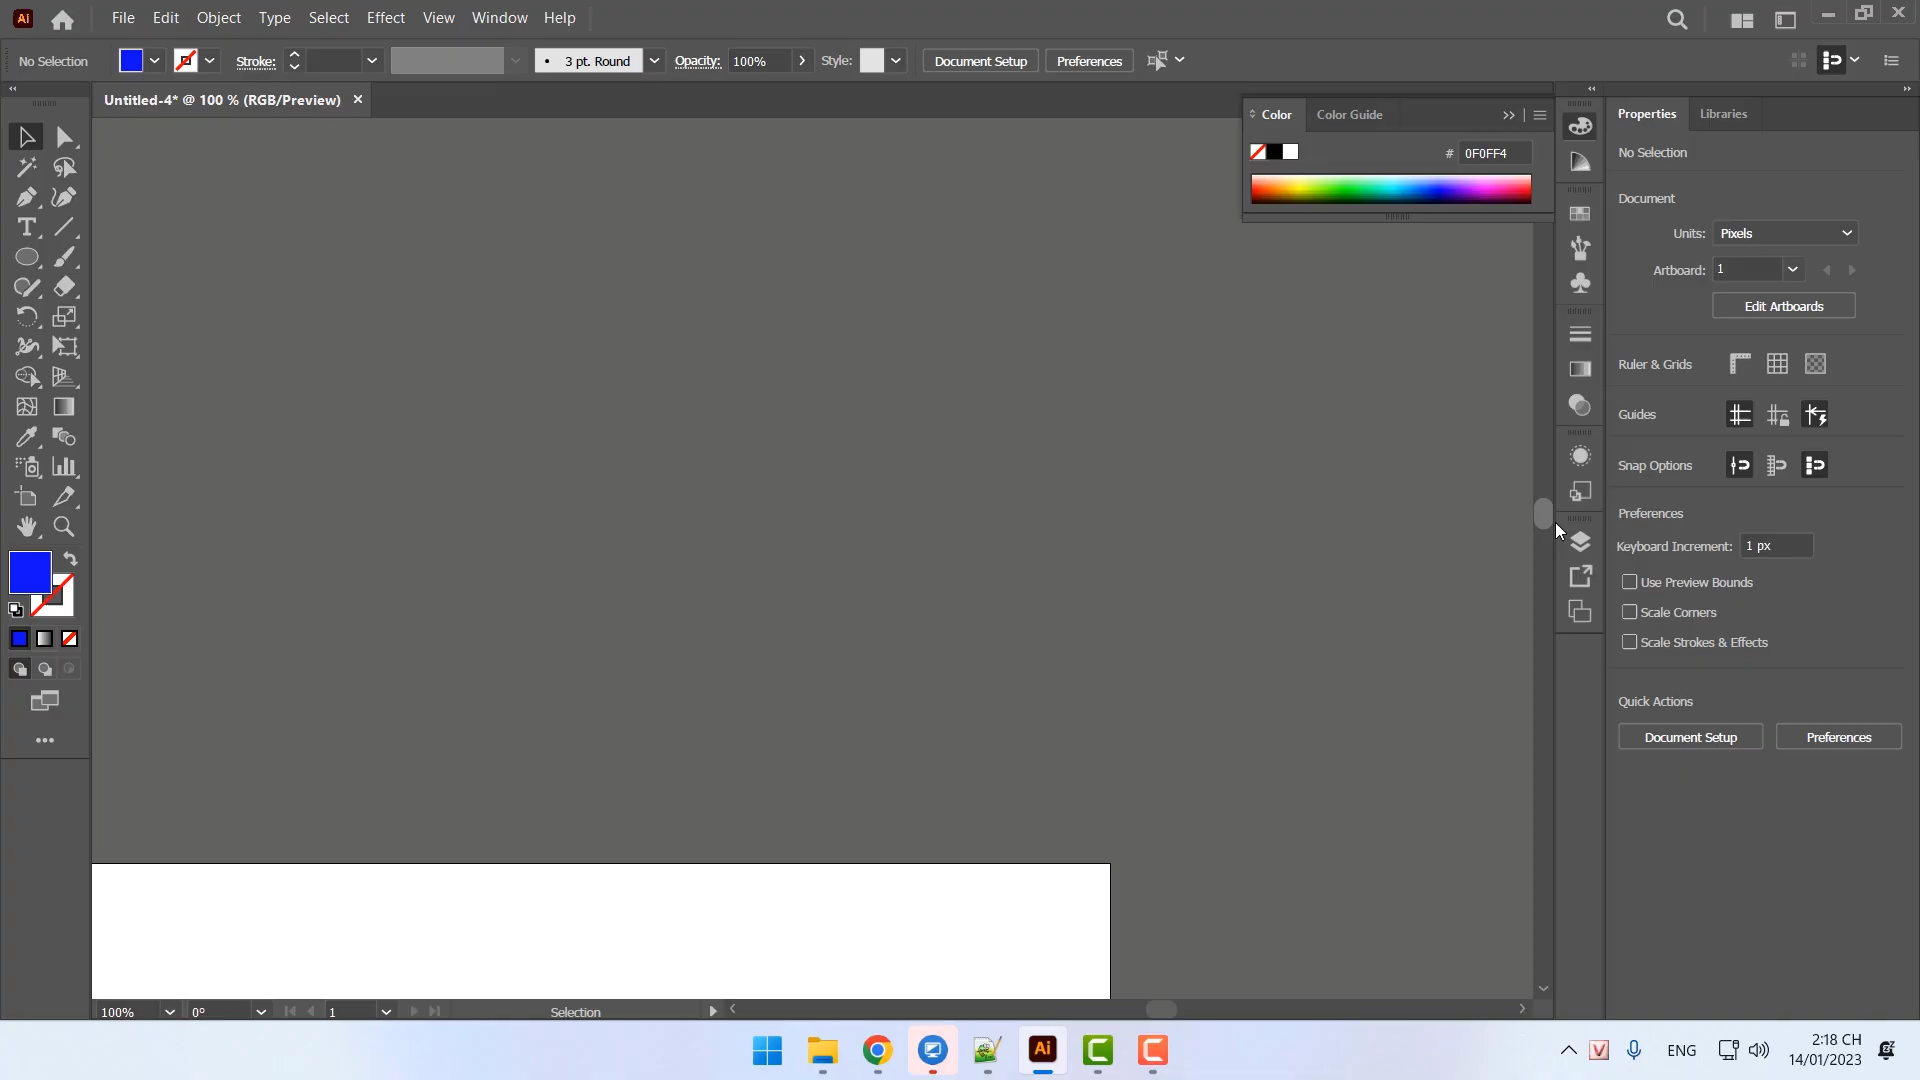 Ai File Edit Object Type Select Effect View Window Help
No Selection Stroke: 3 pt. Round Opacity: 100% Style: Document Setup Preferences
Untitled-4* @ 100 % (RGB/Preview)
Color Color Guide
# 0F0FF4
Properties Libraries
No Selection
Document
Units: Pixels
Artboard: 1
Edit Artboards
Ruler & Grids
Guides
Snap Options
Preferences
Keyboard Increment: 1 px
Use Preview Bounds
Scale Corners
Scale Strokes & Effects
Quick Actions
Document Setup Preferences
100% 0° 1 Selection
Ai ENG 2:18 CH
14/01/2023